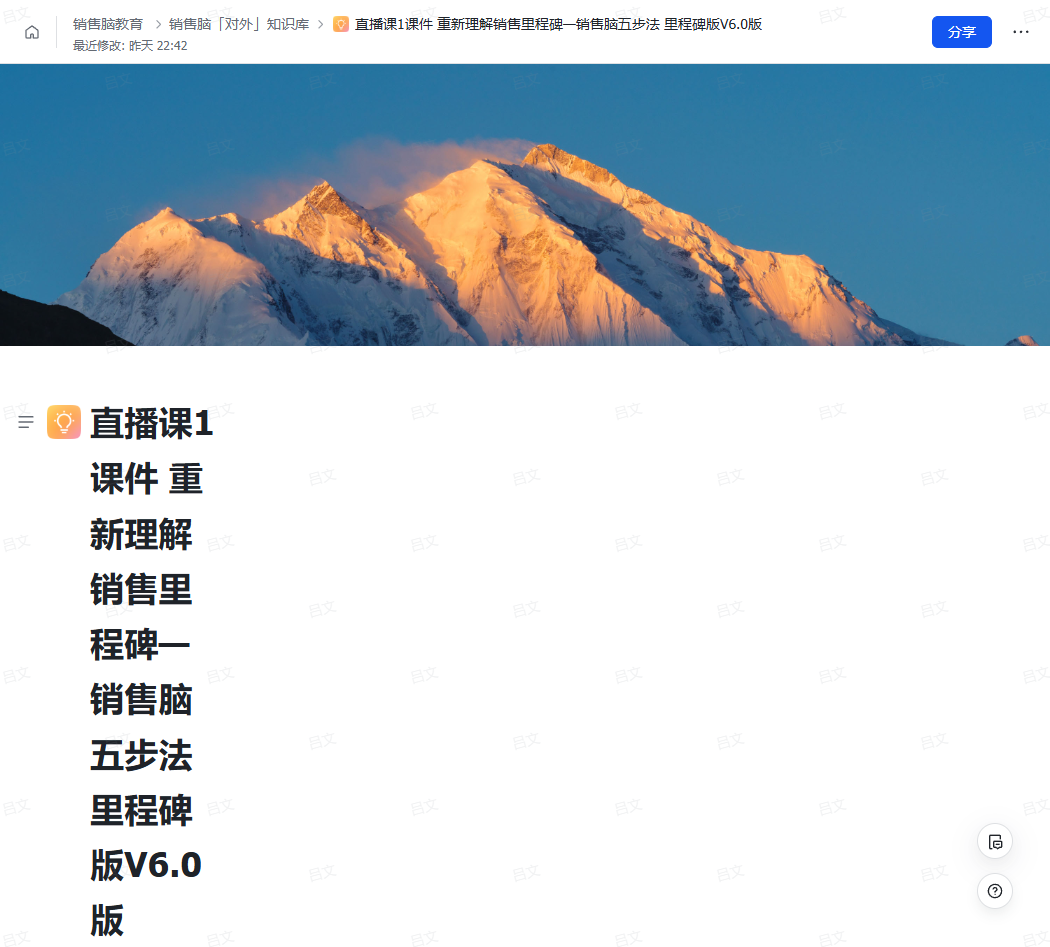 销售脑教育 > 销售脑「对外」知识库 > 直播课1课件 重新理解销售里程碑—销售脑五步法 里程碑版V6.0版
最近修改: 昨天 22:42
分享
直播课1
课件 重
新理解
销售里
程碑—
销售脑
五步法
里程碑
版V6.0
版
吕文